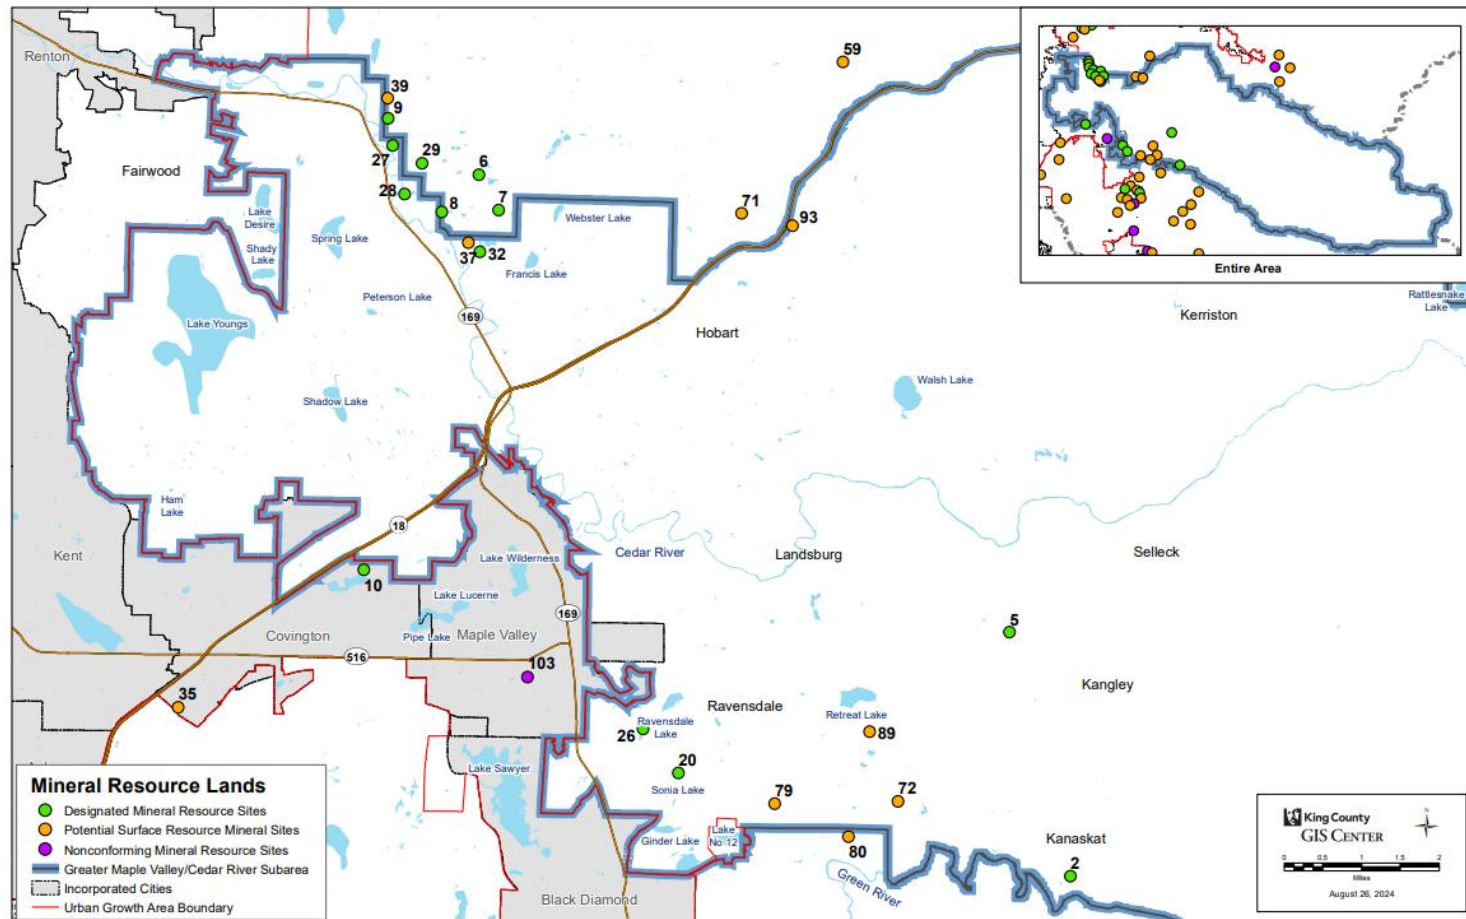 Renton
59
39
9
Fairwood
27
29
6
28
8
7
Lake
Desire
Shady
Lake
Spring Lake
Webster Lake
71
93
37
32
Francis Lake
Entire Area
Peterson Lake
169
Lake Youngs
Hobart
Kerriston
Rattlesnake
Lake
Shadow Lake
Walsh Lake
Ham
Lake
18
Kent
Lake Wilderness
Cedar River
Landsburg
Selleck
10
Lake Lucerne
169
5
Covington
Pipe Lake
Maple Valley
516
103
Kangley
35
Ravensdale
Retreat Lake
26
Ravensdale
Lake
89
Lake Sawyer
20
Sonia Lake
79
72
Ginder Lake
Lake
No 12
80
Kanaskat
Green River
2
Black Diamond
Mineral Resource Lands
Designated Mineral Resource Sites
Potential Surface Resource Mineral Sites
Nonconforming Mineral Resource Sites
Greater Maple Valley/Cedar River Subarea
Incorporated Cities
Urban Growth Area Boundary
King County
GIS CENTER
N
0 0.5 1 1.5 2
Miles
August 26, 2024